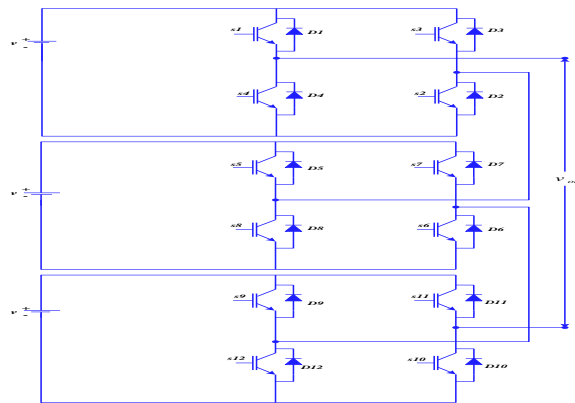 s1 D1 s3 D3
v + -
s4 D4 s2 D2
s5 D5 s7 D7
v + -
s8 D8 s6 D6
s9 D9 s11 D11
v + -
s12 D12 s10 D10